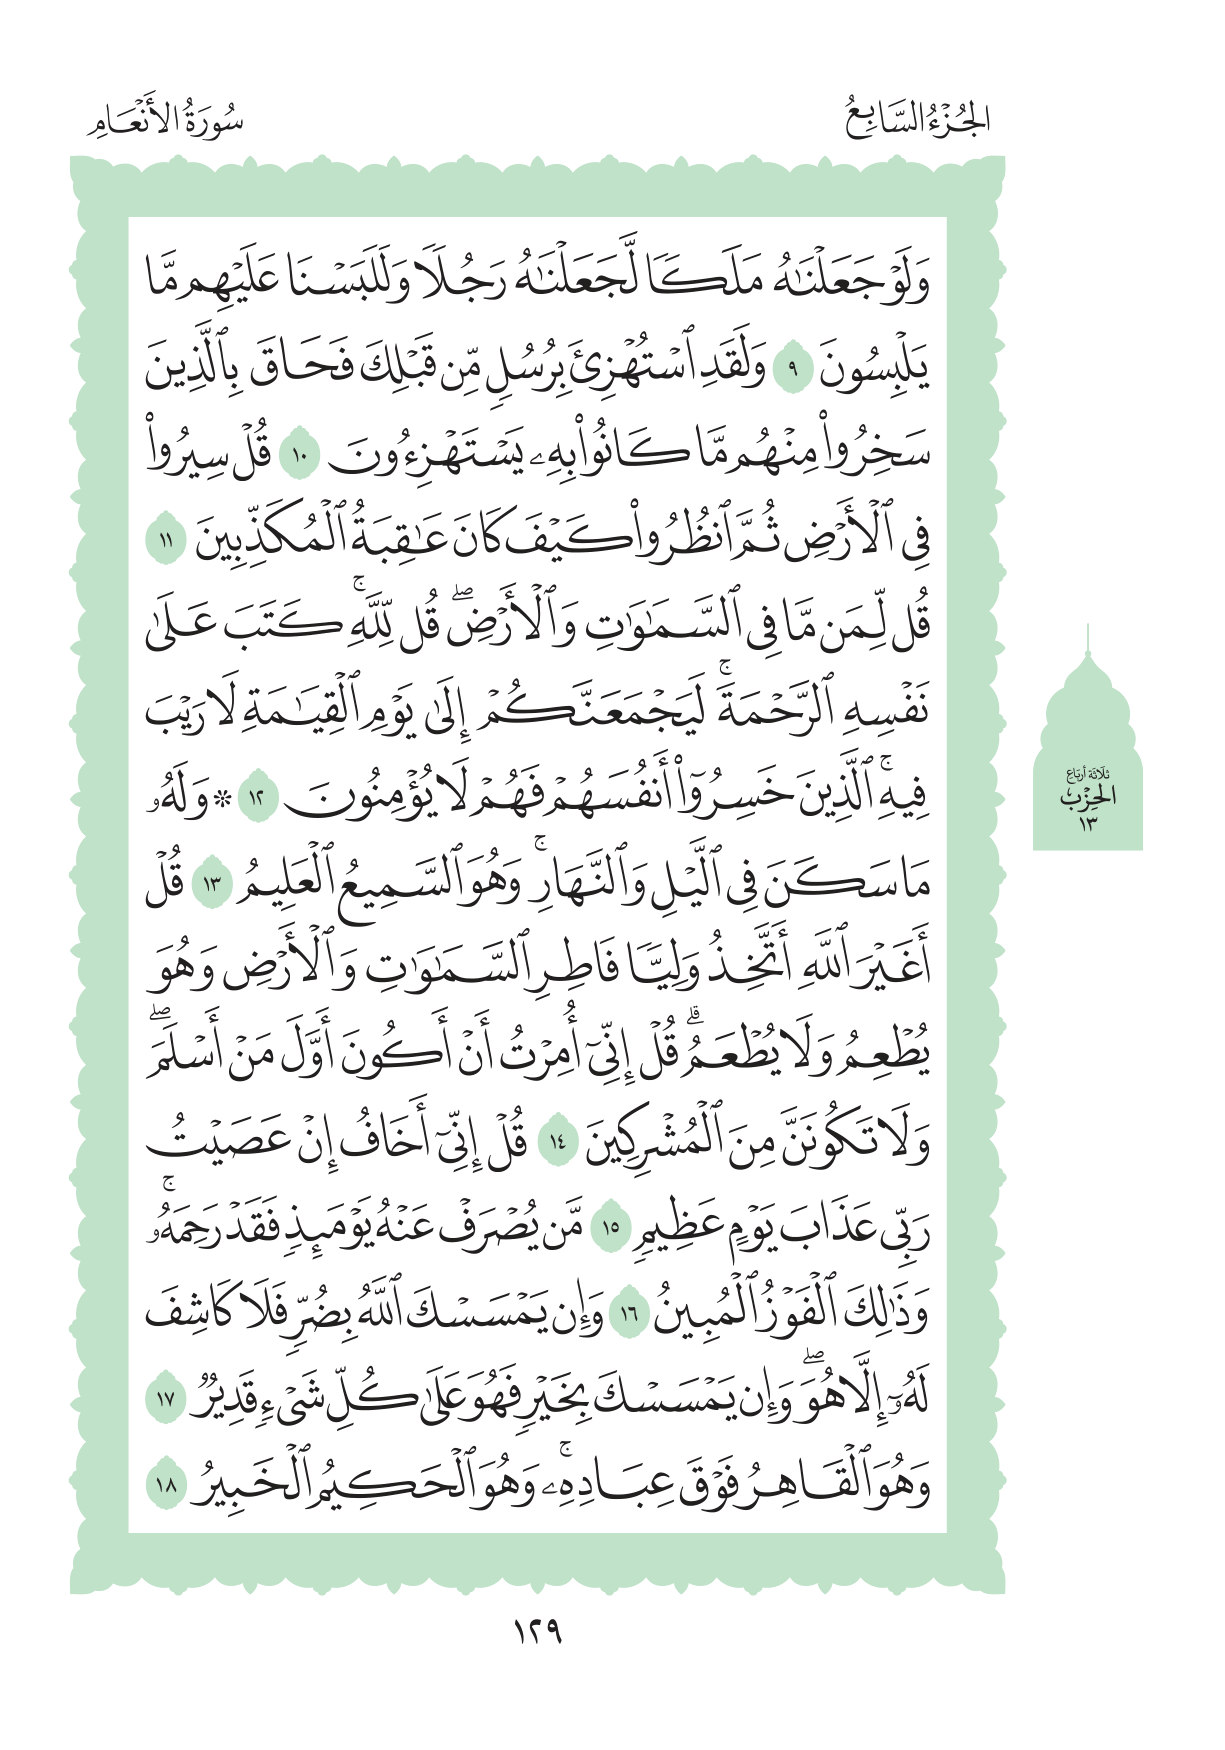 الجُزْءُ السَّابِعُ
سُورَةُ الأَنْعَامِ
وَلَوۡ جَعَلۡنَٰهُ مَلَكٗا لَّجَعَلۡنَٰهُ رَجُلٗا وَلَلَبَسۡنَا عَلَيۡهِم مَّا
يَلۡبِسُونَ ٩ وَلَقَدِ ٱسۡتُهۡزِئَ بِرُسُلٖ مِّن قَبۡلِكَ فَحَاقَ بِٱلَّذِينَ
سَخِرُواْ مِنۡهُم مَّا كَانُواْ بِهِۦ يَسۡتَهۡزِءُونَ ١٠ قُلۡ سِيرُواْ
فِي ٱلۡأَرۡضِ ثُمَّ ٱنظُرُواْ كَيۡفَ كَانَ عَٰقِبَةُ ٱلۡمُكَذِّبِينَ ١١
قُل لِّمَن مَّا فِي ٱلسَّمَٰوَٰتِ وَٱلۡأَرۡضِۖ قُل لِّلَّهِۚ كَتَبَ عَلَىٰ
نَفۡسِهِ ٱلرَّحۡمَةَۚ لَيَجۡمَعَنَّكُمۡ إِلَىٰ يَوۡمِ ٱلۡقِيَٰمَةِ لَا رَيۡبَ
فِيهِۚ ٱلَّذِينَ خَسِرُوٓاْ أَنفُسَهُمۡ فَهُمۡ لَا يُؤۡمِنُونَ ١٢ ۞ وَلَهُۥ
مَا سَكَنَ فِي ٱلَّيۡلِ وَٱلنَّهَارِۚ وَهُوَ ٱلسَّمِيعُ ٱلۡعَلِيمُ ١٣ قُلۡ
أَغَيۡرَ ٱللَّهِ أَتَّخِذُ وَلِيّٗا فَاطِرِ ٱلسَّمَٰوَٰتِ وَٱلۡأَرۡضِ وَهُوَ
يُطۡعِمُ وَلَا يُطۡعَمُۗ قُلۡ إِنِّيٓ أُمِرۡتُ أَنۡ أَكُونَ أَوَّلَ مَنۡ أَسۡلَمَۖ
وَلَا تَكُونَنَّ مِنَ ٱلۡمُشۡرِكِينَ ١٤ قُلۡ إِنِّيٓ أَخَافُ إِنۡ عَصَيۡتُ
رَبِّي عَذَابَ يَوۡمٍ عَظِيمٖ ١٥ مَّن يُصۡرَفۡ عَنۡهُ يَوۡمَئِذٖ فَقَدۡ رَحِمَهُۥۚ
وَذَٰلِكَ ٱلۡفَوۡزُ ٱلۡمُبِينُ ١٦ وَإِن يَمۡسَسۡكَ ٱللَّهُ بِضُرّٖ فَلَا كَاشِفَ
لَهُۥٓ إِلَّا هُوَۖ وَإِن يَمۡسَسۡكَ بِخَيۡرٖ فَهُوَ عَلَىٰ كُلِّ شَيۡءٖ قَدِيرٞ ١٧
وَهُوَ ٱلۡقَاهِرُ فَوۡقَ عِبَادِهِۦۚ وَهُوَ ٱلۡحَكِيمُ ٱلۡخَبِيرُ ١٨
ثلاثة أرباع
الحِزْب
١٣
١٢٩